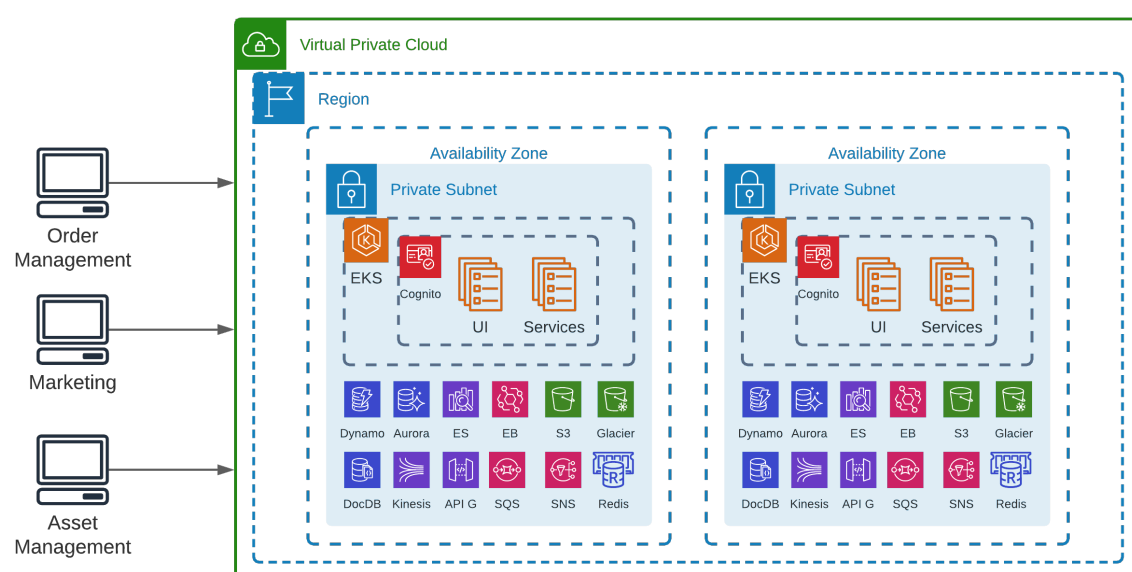 Virtual Private Cloud
Region
Availability Zone
Private Subnet
EKS
Cognito
UI
Services
Dynamo
Aurora
ES
EB
S3
Glacier
DocDB
Kinesis
API G
SQS
SNS
Redis
R
K
Availability Zone
Private Subnet
EKS
Cognito
UI
Services
Dynamo
Aurora
ES
EB
S3
Glacier
DocDB
Kinesis
API G
SQS
SNS
Redis
R
K
Order
Management
Marketing
Asset
Management